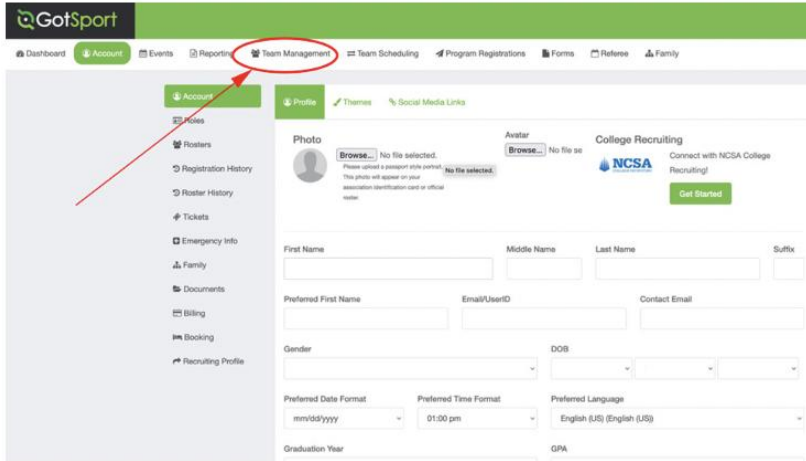 GotSport
Dashboard Account Events Reporting Team Management Team Scheduling Program Registrations Forms Referee Family
Account
Roles
Rosters
Registration History
Roster History
Tickets
Emergency Info
Family
Documents
Billing
Booking
Recruiting Profile
Profile Themes Social Media Links
Photo
Browse... No file selected.
Please upload a passport style portrait.
This photo will appear on your
association identification card or official
roster.
No file selected.
Avatar
Browse... No file se
College Recruiting
NCSA
Connect with NCSA College
Recruiting!
Get Started
First Name Middle Name Last Name Suffix
Preferred First Name Email/UserID Contact Email
Gender DOB
Preferred Date Format Preferred Time Format Preferred Language
mm/dd/yyyy 01:00 pm English (US) (English (US))
Graduation Year GPA